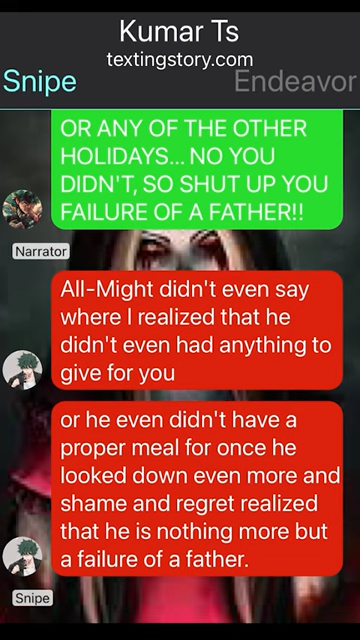 Kumar Ts
textingstory.com
Snipe Endeavor
OR ANY OF THE OTHER
HOLIDAYS... NO YOU
DIDN'T, SO SHUT UP YOU
FAILURE OF A FATHER!!
Narrator
All-Might didn't even say
where I realized that he
didn't even had anything to
give for you
or he even didn't have a
proper meal for once he
looked down even more and
shame and regret realized
that he is nothing more but
a failure of a father.
Snipe